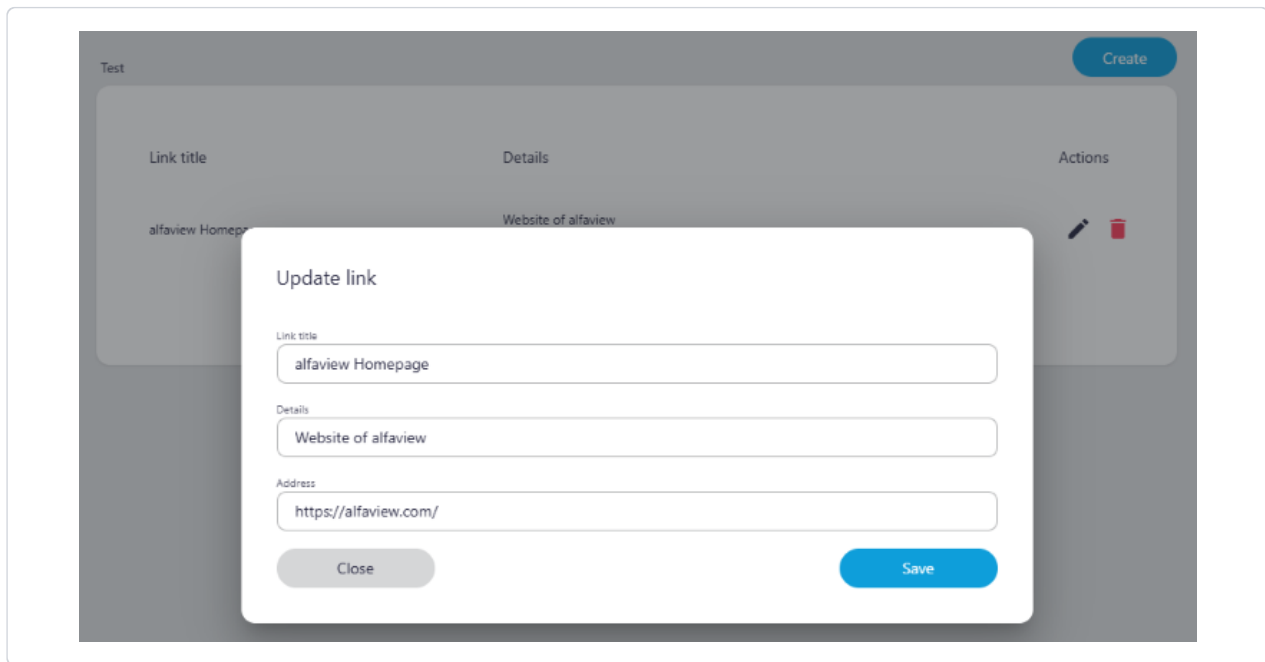 Test
Create
Link title Details Actions
Website of alfaview
alfaview
Update link
Link title
alfaview Homepage
Details
Website of alfaview
Address
https://alfaview.com/
Close Save